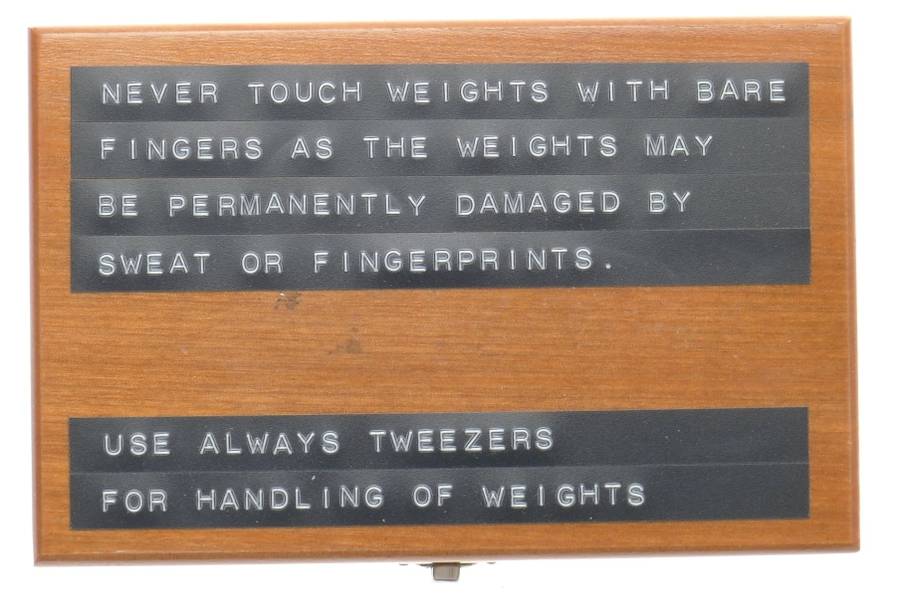 NEVER TOUCH WEIGHTS WITH BARE
FINGERS AS THE WEIGHTS MAY
BE PERMANENTLY DAMAGED BY
SWEAT OR FINGERPRINTS.
USE ALWAYS TWEEZERS
FOR HANDLING OF WEIGHTS